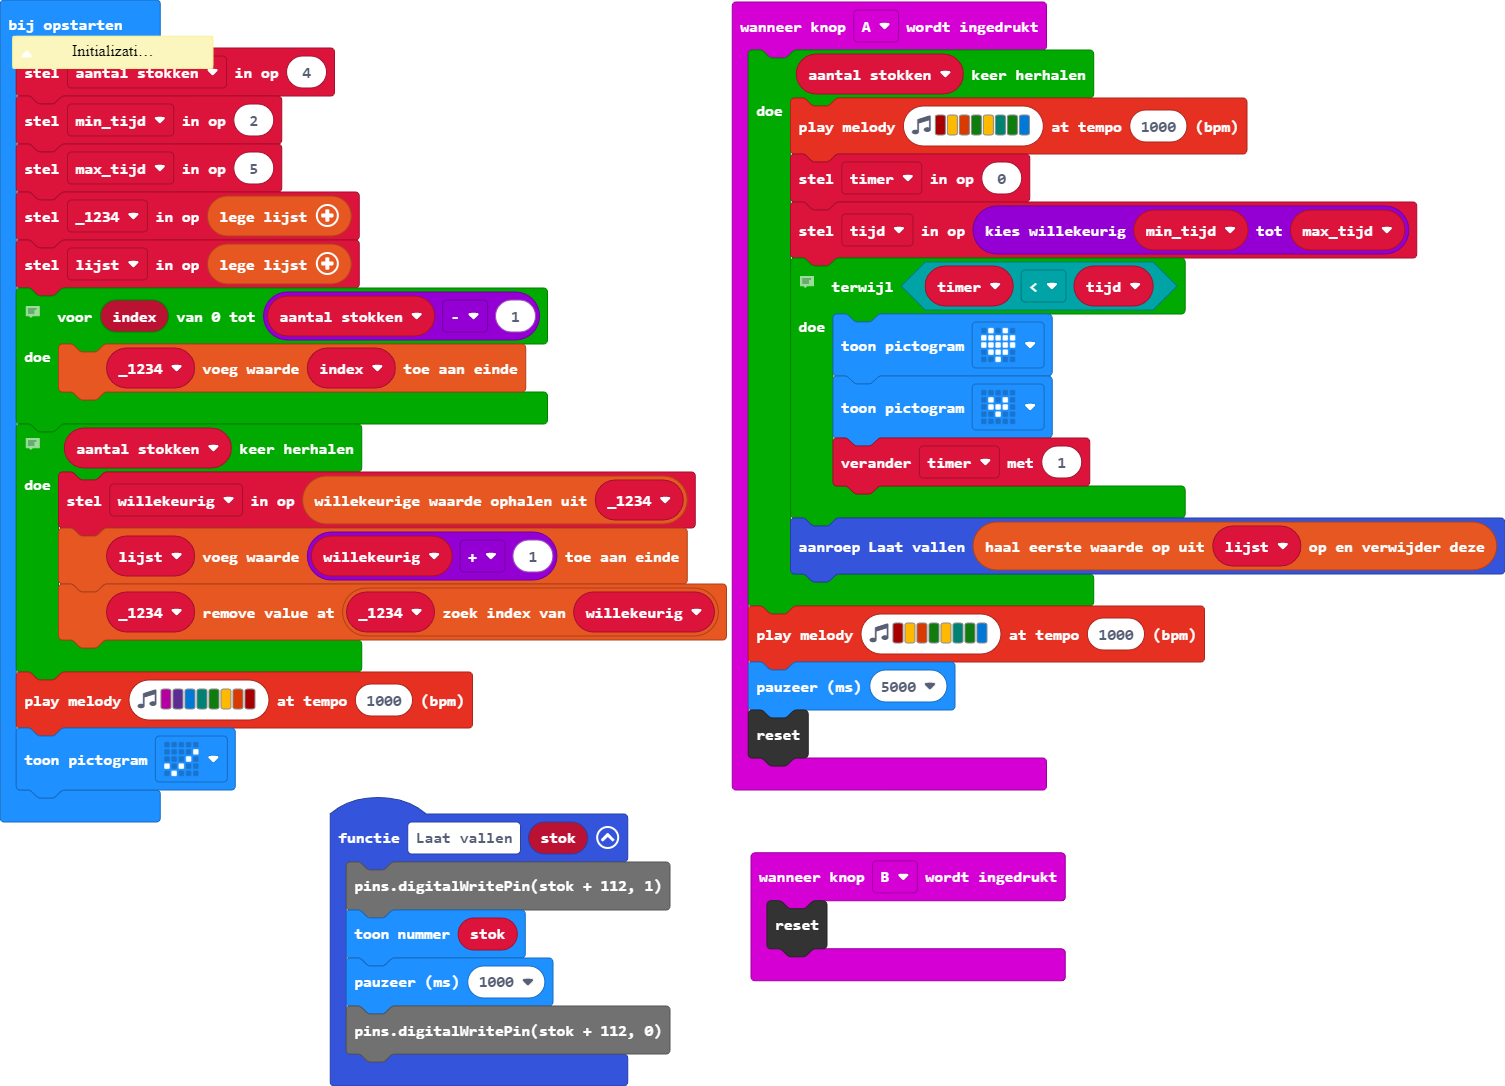 bij opstarten
Initializati...
stel aantal stokken in op 4
stel min_tijd in op 2
stel max_tijd in op 5
stel _1234 in op lege lijst
stel lijst in op lege lijst
voor index van 0 tot aantal stokken - 1
doe
_1234 voeg waarde index toe aan einde
aantal stokken keer herhalen
doe
stel willekeurig in op willekeurige waarde ophalen uit _1234
lijst voeg waarde willekeurig + 1 toe aan einde
_1234 remove value at _1234 zoek index van willekeurig
play melody at tempo 1000 (bpm)
toon pictogram
wanneer knop A wordt ingedrukt
aantal stokken keer herhalen
doe
play melody at tempo 1000 (bpm)
stel timer in op 0
stel tijd in op kies willekeurig min_tijd tot max_tijd
terwijl timer < tijd
doe
toon pictogram
toon pictogram
verander timer met 1
aanroep Laat vallen haal eerste waarde op uit lijst op en verwijder deze
play melody at tempo 1000 (bpm)
pauzeer (ms) 5000
reset
functie Laat vallen stok
pins.digitalWritePin(stok + 112, 1)
toon nummer stok
pauzeer (ms) 1000
pins.digitalWritePin(stok + 112, 0)
wanneer knop B wordt ingedrukt
reset